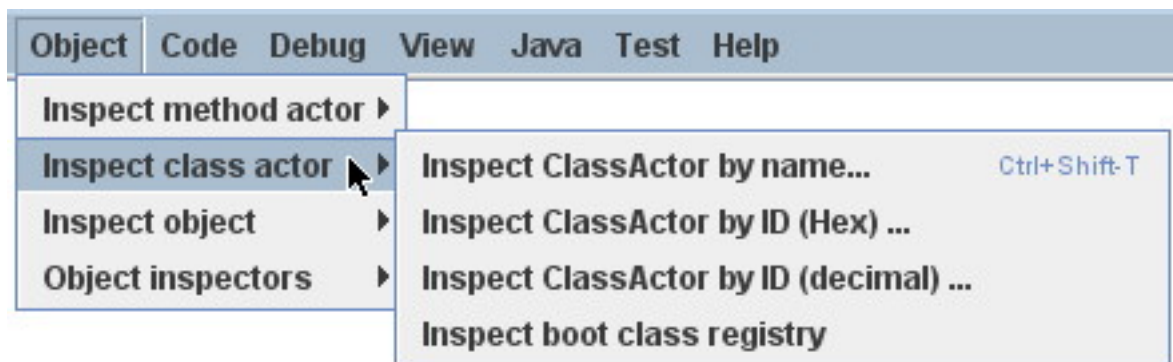 Object Code Debug View Java Test Help
Inspect method actor
Inspect class actor
Inspect object
Object inspectors
Inspect ClassActor by name... Ctrl+Shift-T
Inspect ClassActor by ID (Hex) ...
Inspect ClassActor by ID (decimal) ...
Inspect boot class registry